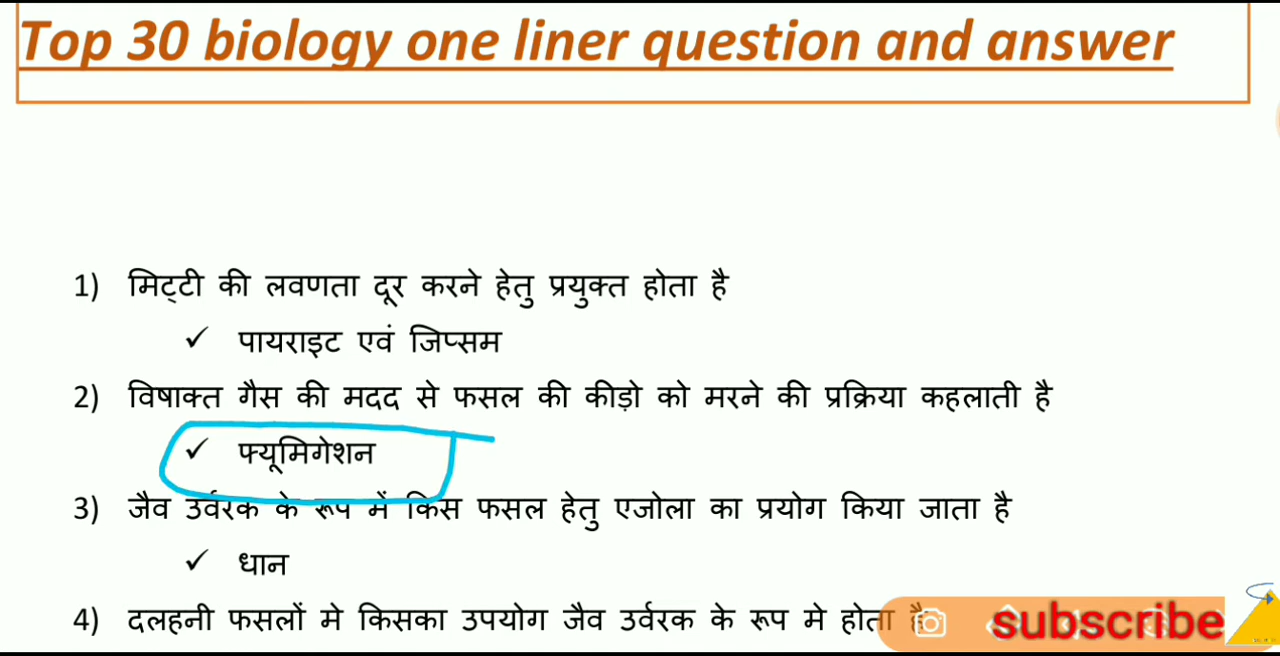 Top 30 biology one liner question and answer
1) मिट्टी की लवणता दूर करने हेतु प्रयुक्त होता है
✓ पायराइट एवं जिप्सम
2) विषाक्त गैस की मदद से फसल की कीड़ो को मरने की प्रक्रिया कहलाती है
✓ फ्यूमिगेशन
3) जैव उर्वरक के रूप में किस फसल हेतु एजोला का प्रयोग किया जाता है
✓ धान
4) दलहनी फसलों मे किसका उपयोग जैव उर्वरक के रूप मे होता है
subscribe